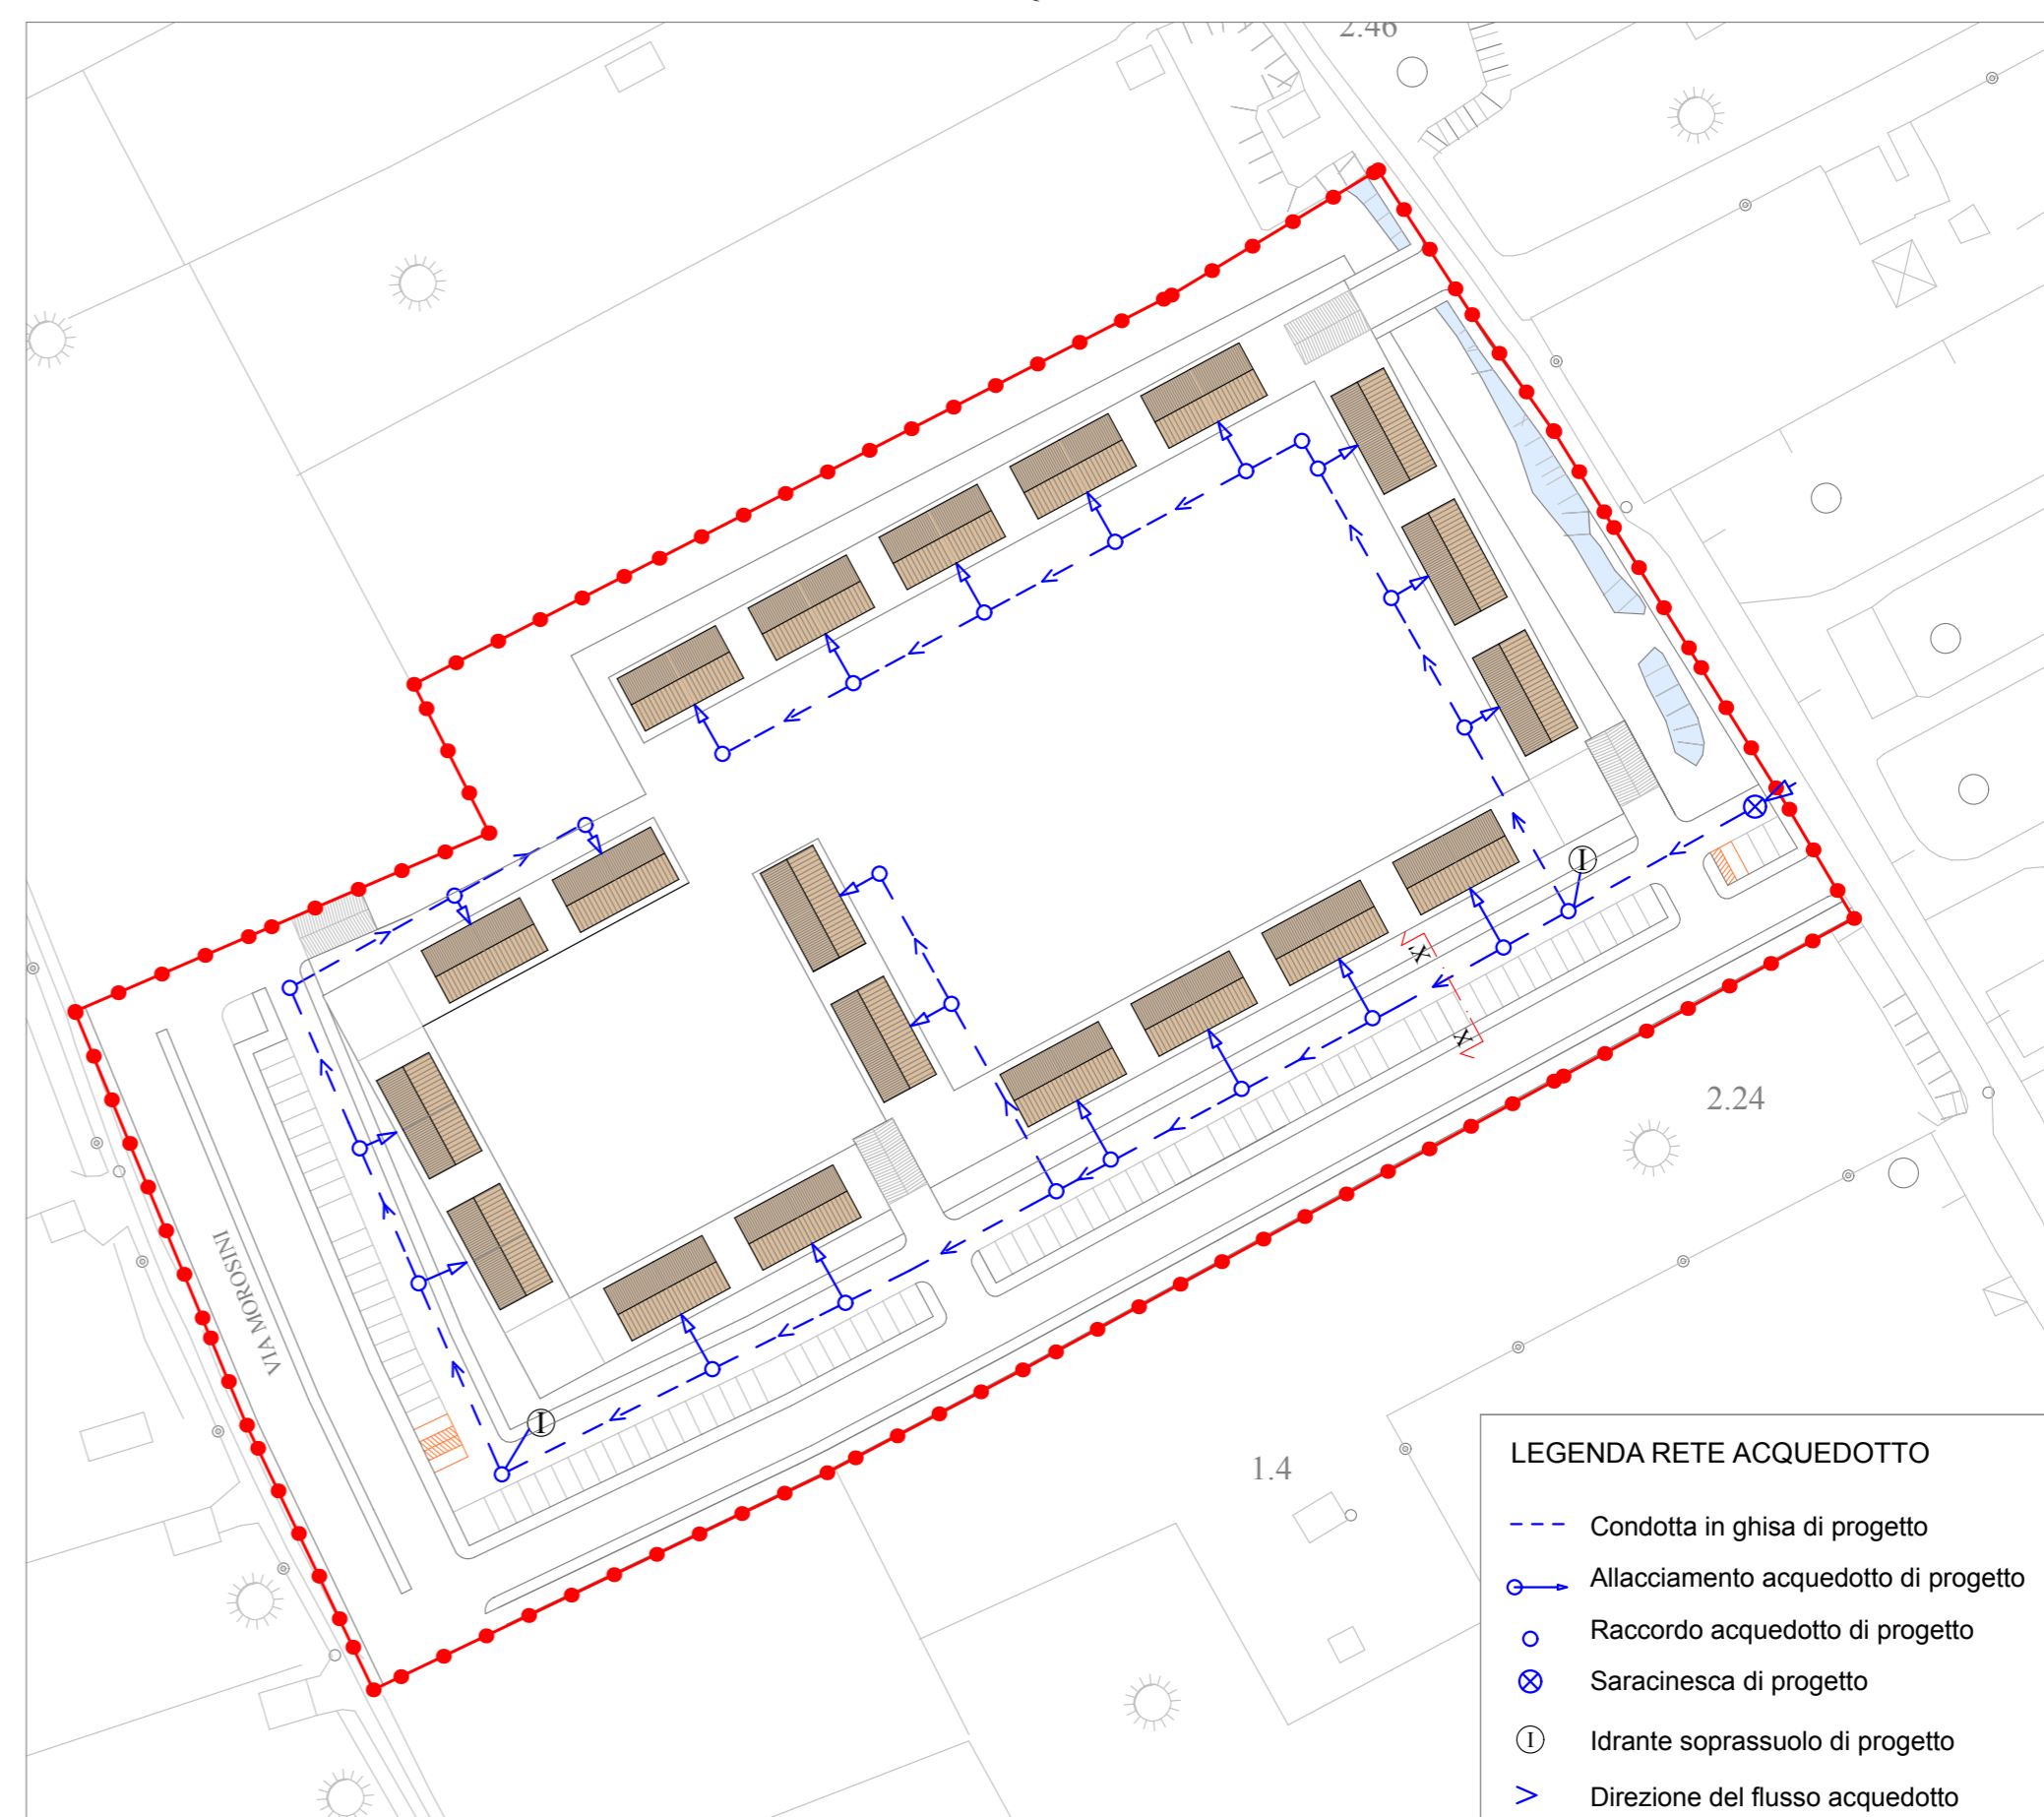 2.46
I
X'
X
2.24
VIA MOROSINI
I
1.4
LEGENDA RETE ACQUEDOTTO
Condotta in ghisa di progetto
Allacciamento acquedotto di progetto
Raccordo acquedotto di progetto
Saracinesca di progetto
I Idrante soprassuolo di progetto
> Direzione del flusso acquedotto